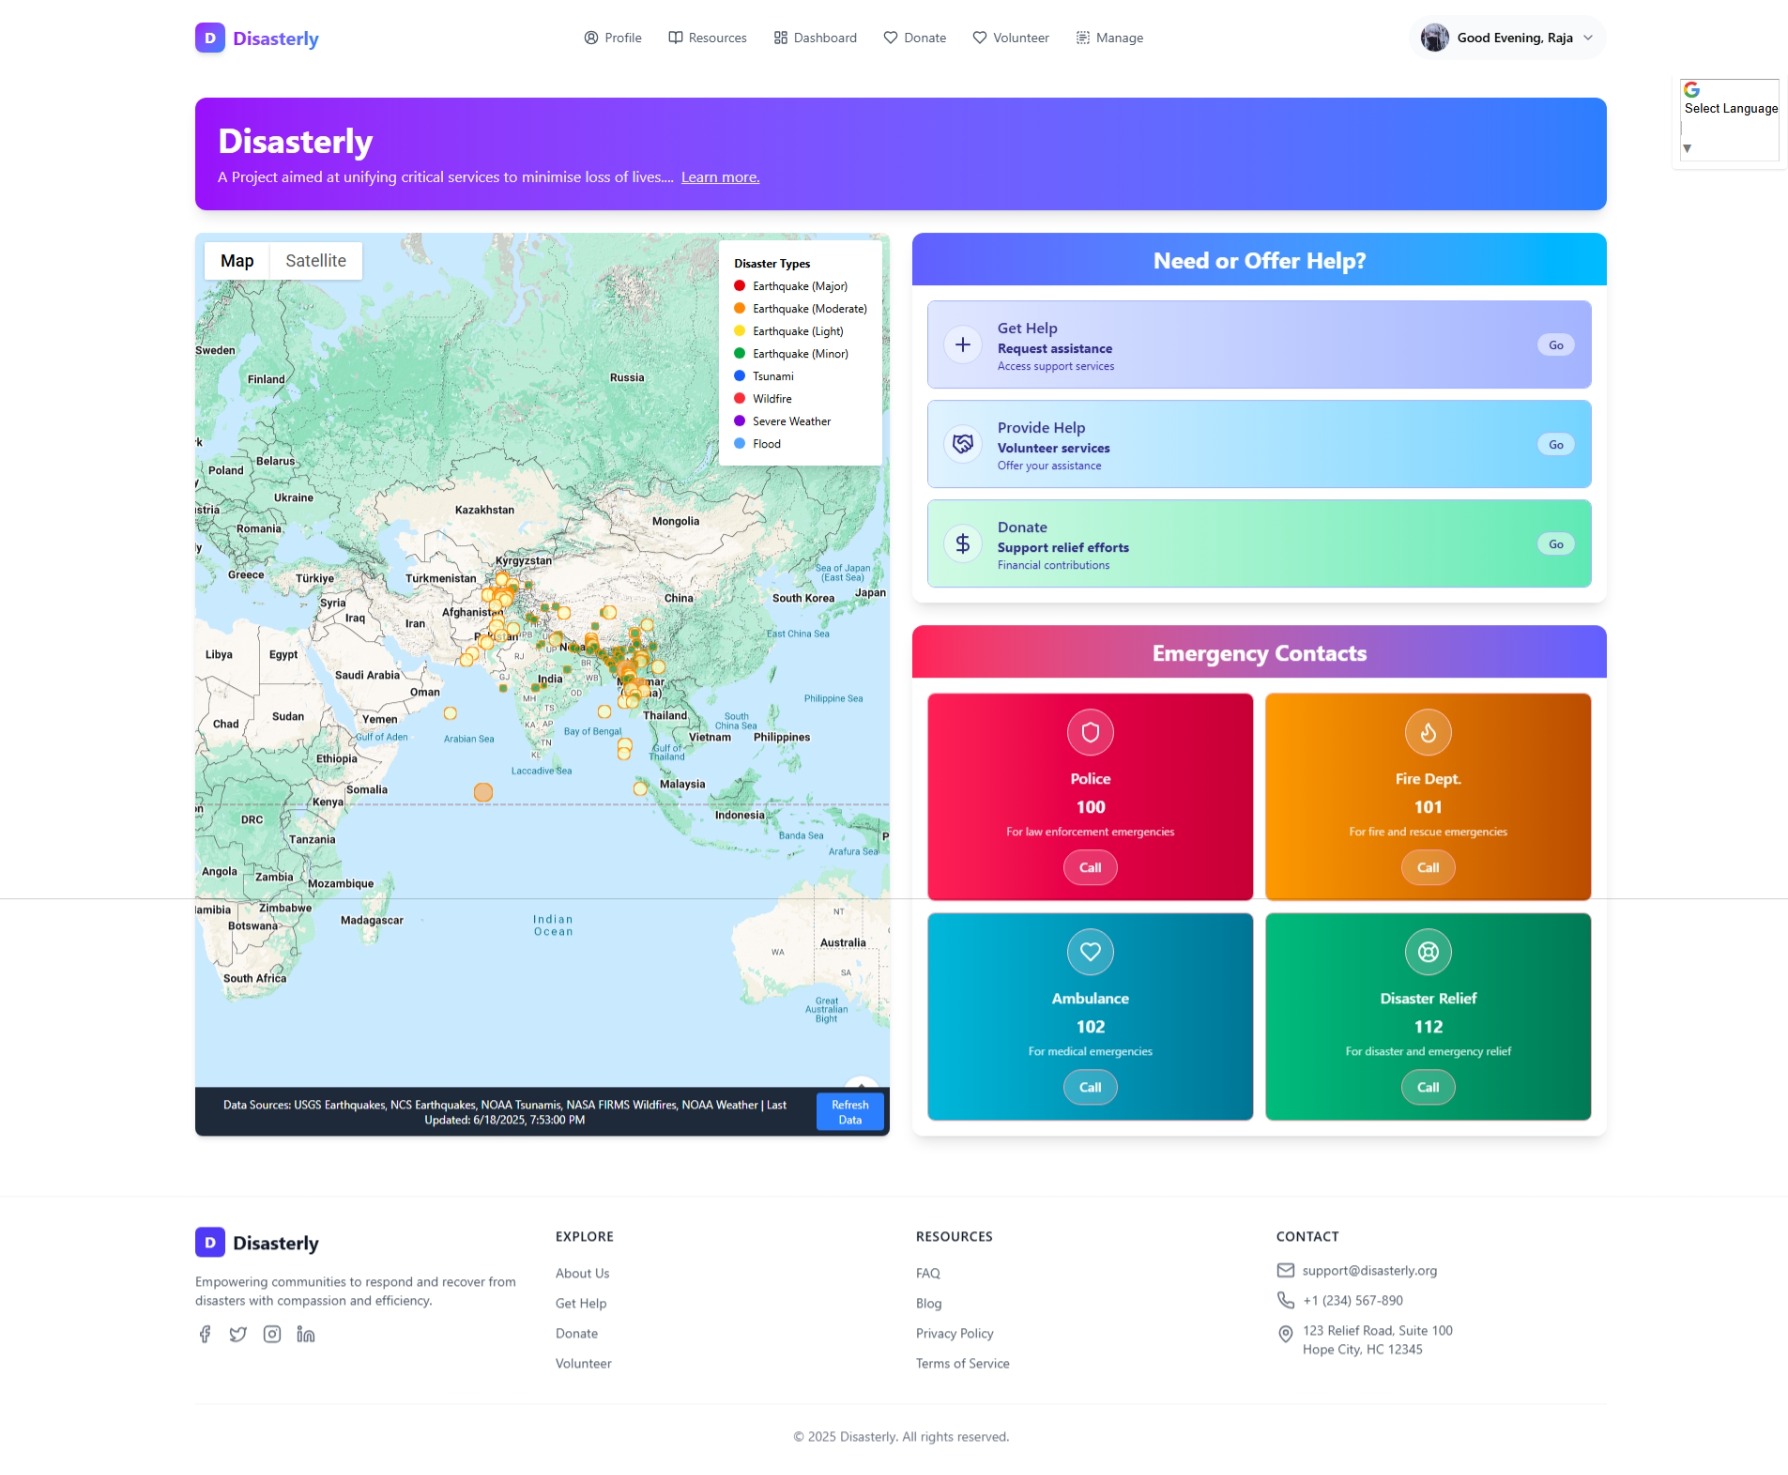 D Disasterly
Profile
Resources
Dashboard
Donate
Volunteer
Manage
Good Evening, Raja
Select Language
▼
Disasterly
A Project aimed at unifying critical services to minimise loss of lives.... Learn more.
Map
Satellite
Disaster Types
Earthquake (Major)
Earthquake (Moderate)
Earthquake (Light)
Earthquake (Minor)
Tsunami
Wildfire
Severe Weather
Flood
Sweden
Finland
Russia
Poland
Belarus
Ukraine
Romania
Kazakhstan
Mongolia
Greece
Türkiye
Turkmenistan
Kyrgyzstan
Sea of Japan
(East Sea)
Syria
Iraq
Iran
Afghanistan
China
South Korea
Japan
East China Sea
Libya
Egypt
RJ
UP
BR
Saudi Arabia
GJ
India
WB
Oman
MH
OD
Chad
Sudan
Yemen
Gulf of Aden
Arabian Sea
TS
KA
AP
Bay of Bengal
Thailand
Vietnam
South
China Sea
Philippine Sea
Philippines
TN
KL
Gulf of
Thailand
Ethiopia
Laccadive Sea
Somalia
Malaysia
Kenya
DRC
Indonesia
Tanzania
Banda Sea
Arafura Sea
Angola
Zambia
Mozambique
Zimbabwe
Botswana
Madagascar
Indian
Ocean
NT
WA
Australia
SA
South Africa
Great
Australian
Bight
Data Sources: USGS Earthquakes, NCS Earthquakes, NOAA Tsunamis, NASA FIRMS Wildfires, NOAA Weather | Last
Updated: 6/18/2025, 7:53:00 PM
Refresh
Data
Need or Offer Help?
Get Help
Request assistance
Access support services
Go
Provide Help
Volunteer services
Offer your assistance
Go
Donate
Support relief efforts
Financial contributions
Go
Emergency Contacts
Police
100
For law enforcement emergencies
Call
Fire Dept.
101
For fire and rescue emergencies
Call
Ambulance
102
For medical emergencies
Call
Disaster Relief
112
For disaster and emergency relief
Call
D Disasterly
Empowering communities to respond and recover from
disasters with compassion and efficiency.
EXPLORE
About Us
Get Help
Donate
Volunteer
RESOURCES
FAQ
Blog
Privacy Policy
Terms of Service
CONTACT
support@disasterly.org
+1 (234) 567-890
123 Relief Road, Suite 100
Hope City, HC 12345
© 2025 Disasterly. All rights reserved.